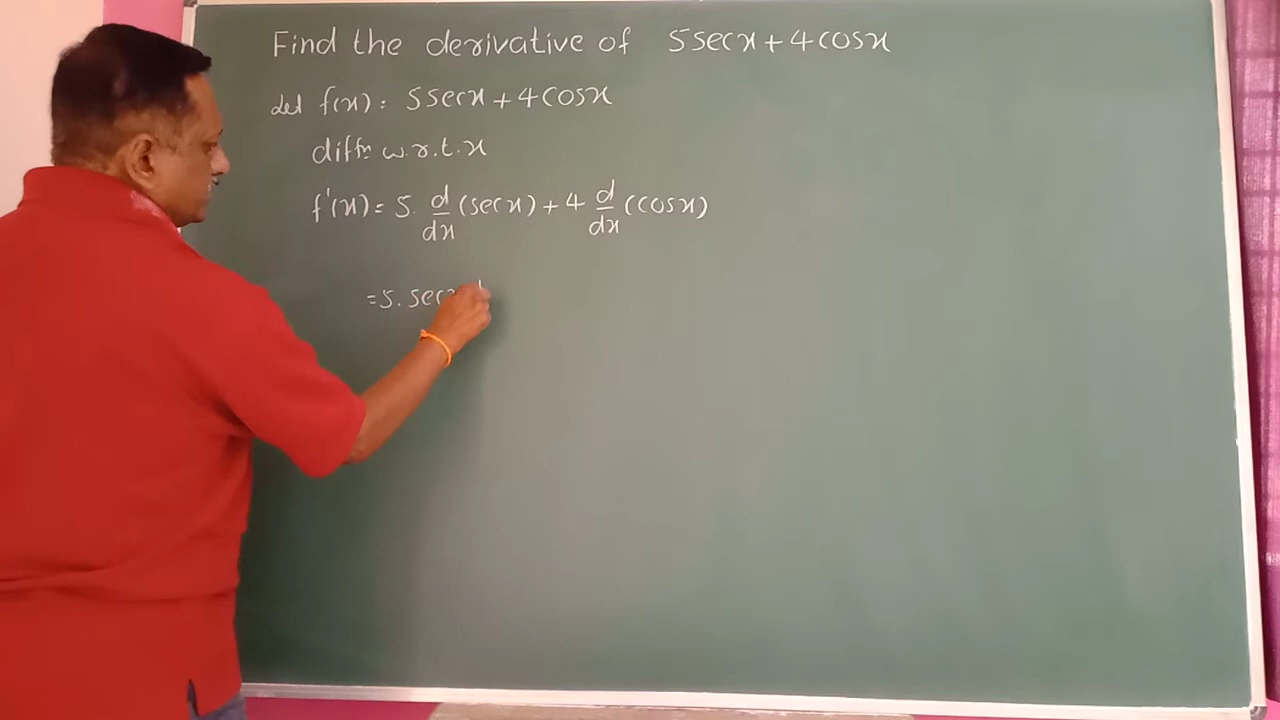 Find the derivative of 5secx+4cosx
Let f(x) = 5secx+4cosx
diffr w.r.t.x
f'(x) = 5. d/dx (secx) + 4 d/dx (cosx)
=5. sec